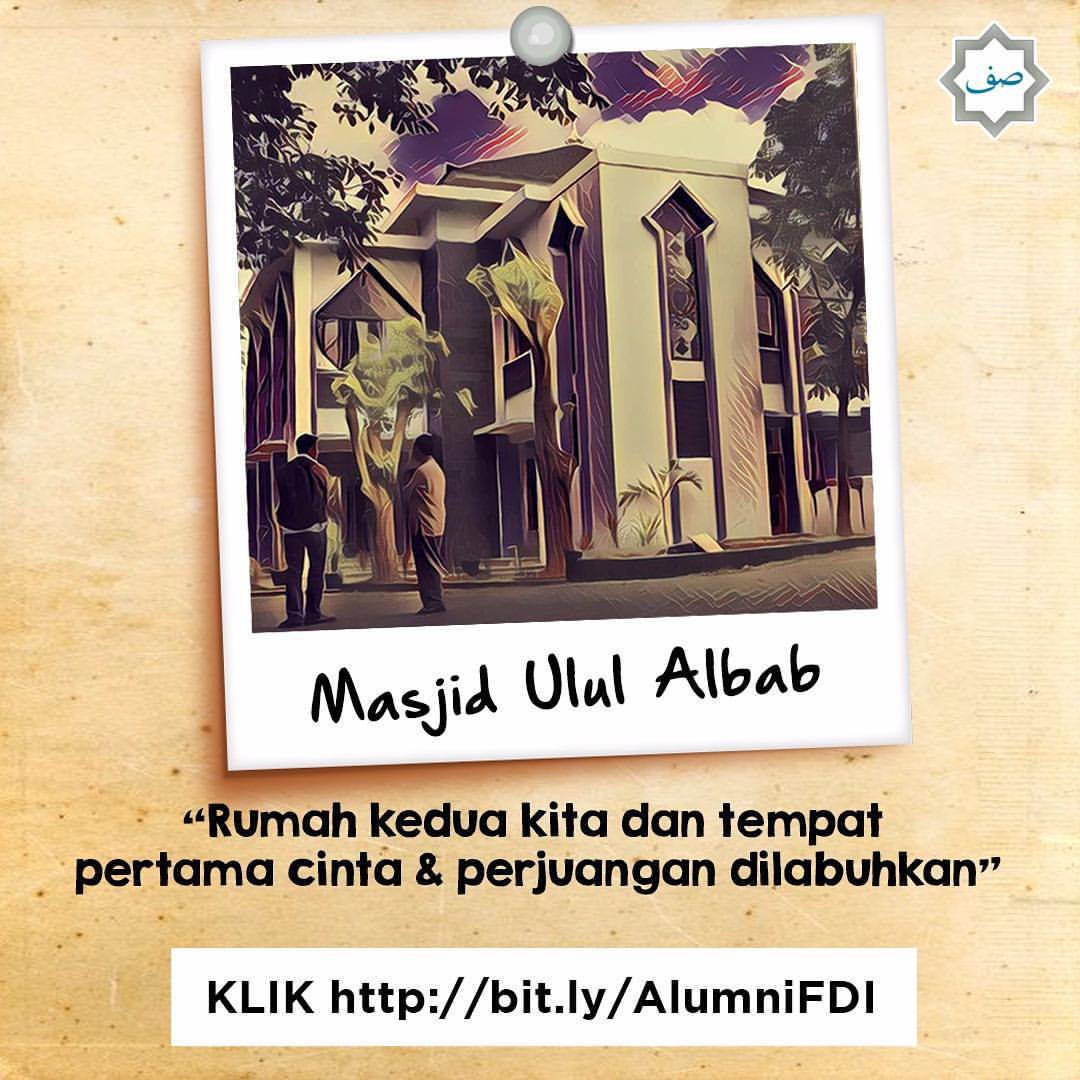 صف
Masjid Ulul Albab
“Rumah kedua kita dan tempat
pertama cinta & perjuangan dilabuhkan”
KLIK http://bit.ly/AlumniFDI